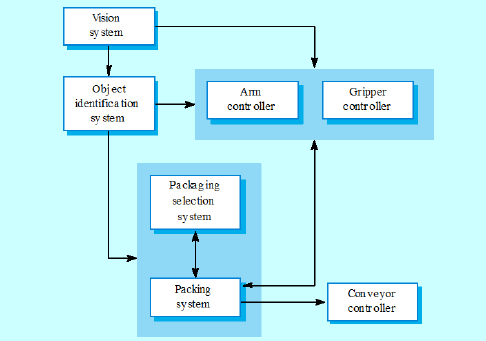 Vision
system
Object
identification
system
Arm
controller
Gripper
controller
Packaging
selection
system
Packing
system
Conveyor
controller